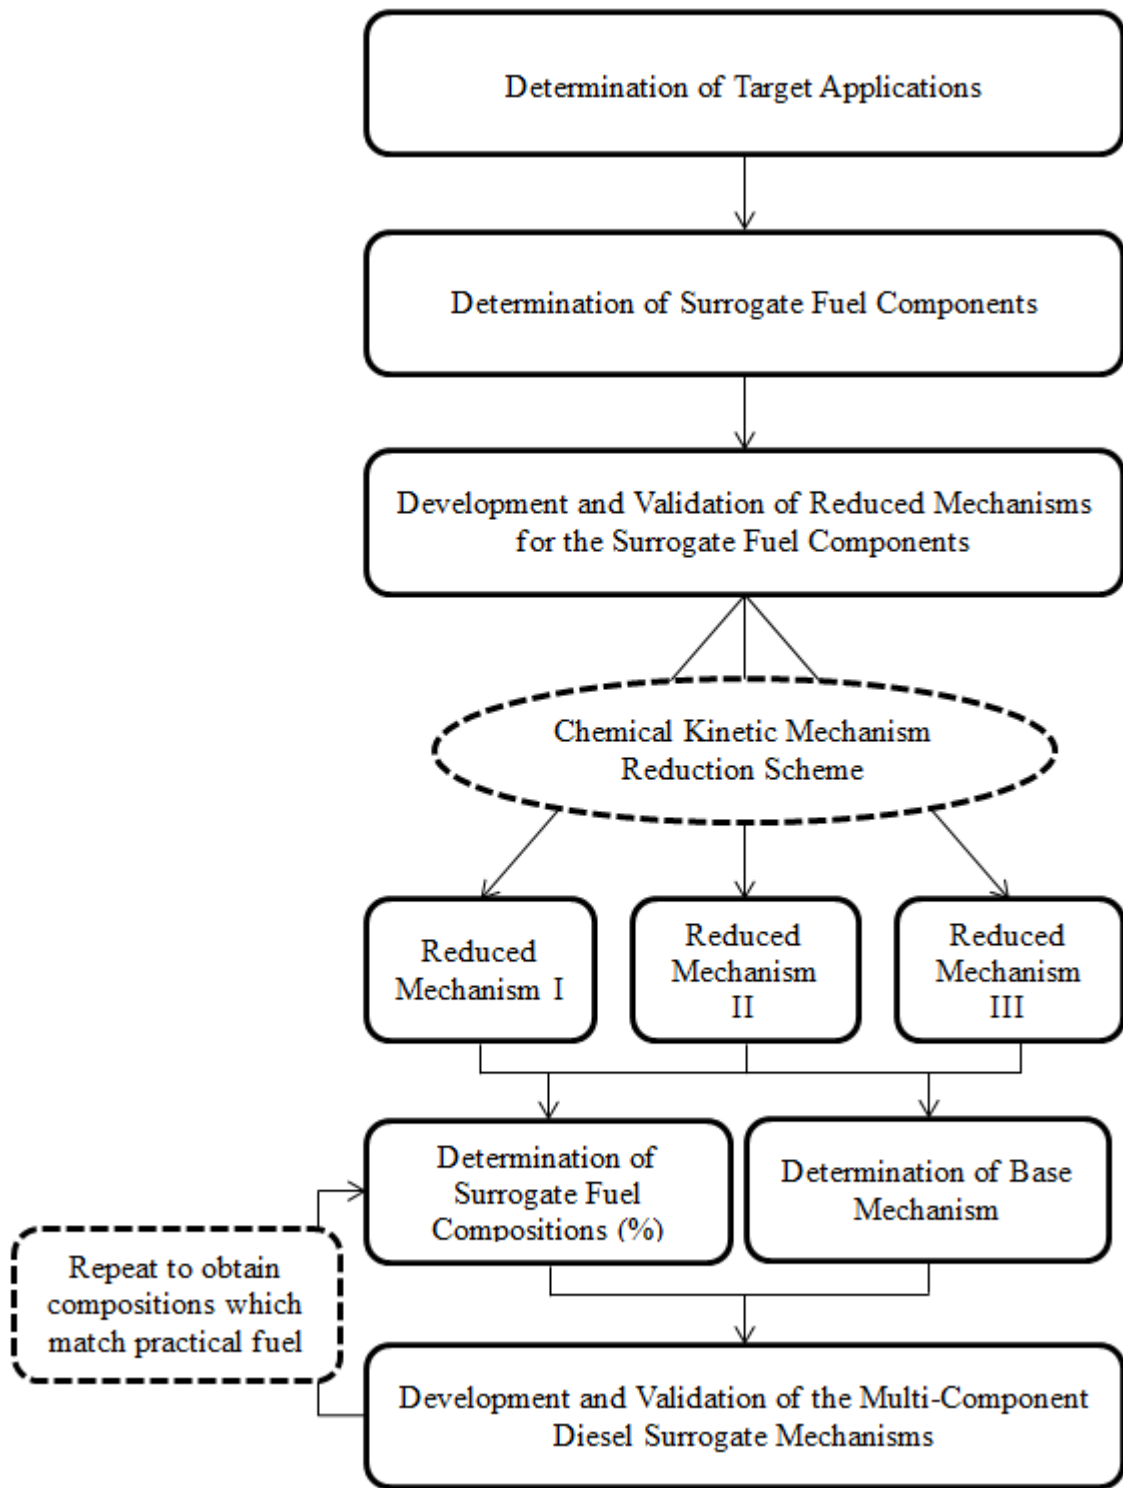 Determination of Target Applications
Determination of Surrogate Fuel Components
Development and Validation of Reduced Mechanisms
for the Surrogate Fuel Components
Chemical Kinetic Mechanism
Reduction Scheme
Reduced
Mechanism I
Reduced
Mechanism
II
Reduced
Mechanism
III
Determination of
Surrogate Fuel
Compositions (%)
Determination of Base
Mechanism
Repeat to obtain
compositions which
match practical fuel
Development and Validation of the Multi-Component
Diesel Surrogate Mechanisms